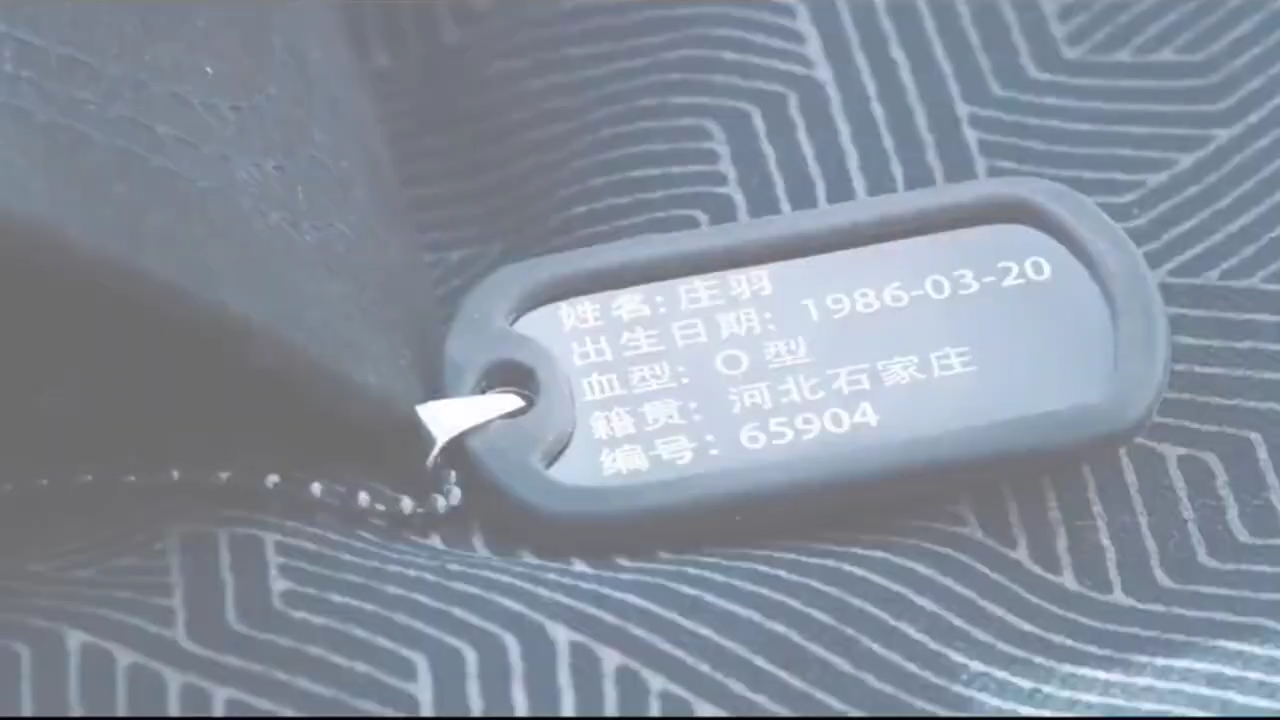 姓名: 庄羽
出生日期: 1986-03-20
血型: O 型
籍贯: 河北石家庄
编号: 65904